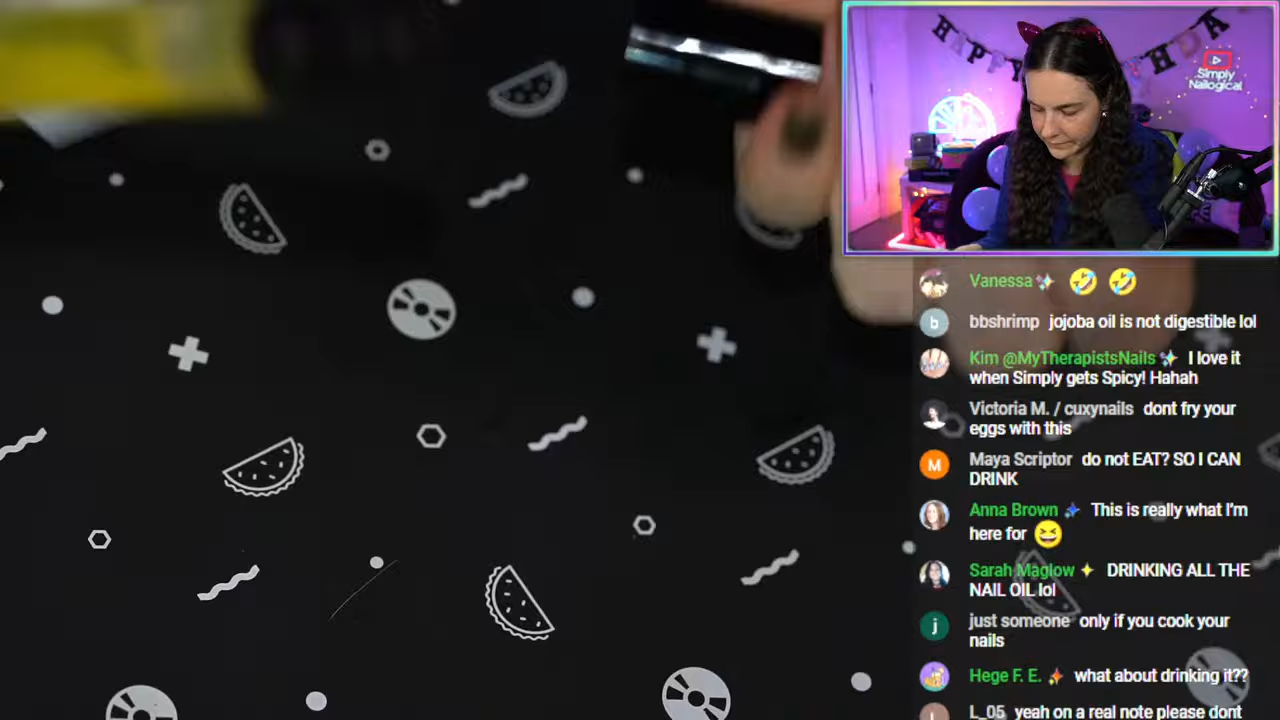 HAPPY
HDA
Simply
Nailogical
Vanessa
b bbshrimp jojoba oil is not digestible lol
Kim @MyTherapistsNails I love it
when Simply gets Spicy! Hahah
Victoria M. / cuxynails dont fry your
eggs with this
M Maya Scriptor do not EAT? SO I CAN
DRINK
Anna Brown This is really what I'm
here for
Sarah Maglow DRINKING ALL THE
NAIL OIL lol
j just someone only if you cook your
nails
Hege F. E. what about drinking it??
L L_05 yeah on a real note please dont